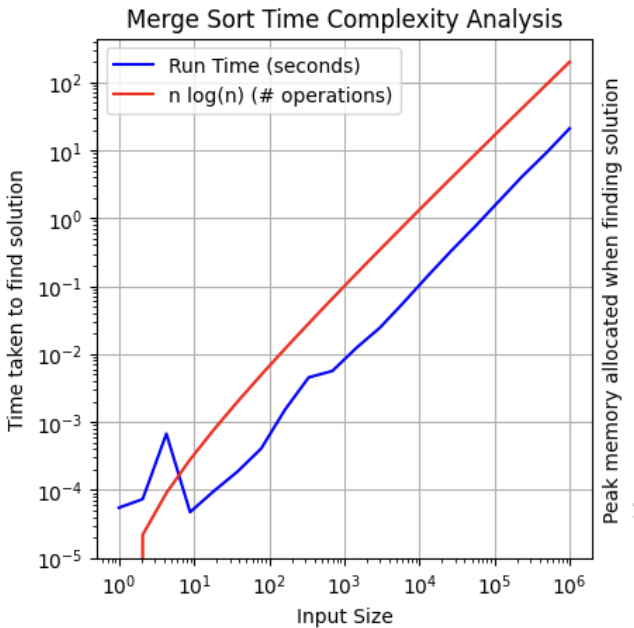 Merge Sort Time Complexity Analysis
Run Time (seconds)
n log(n) (# operations)
Time taken to find solution
10²
10¹
10⁰
10⁻¹
10⁻²
10⁻³
10⁻⁴
10⁻⁵
10⁰ 10¹ 10² 10³ 10⁴ 10⁵ 10⁶
Input Size
Peak memory allocated when finding solution